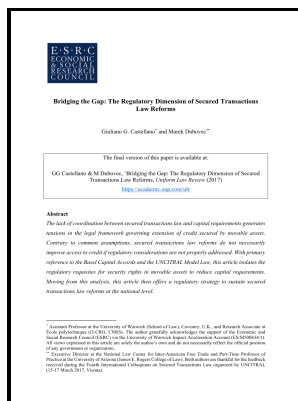 E·S·R·C
ECONOMIC
& SOCIAL
RESEARCH
COUNCIL
Bridging the Gap: The Regulatory Dimension of Secured Transactions
Law Reforms
Giuliano G. Castellano* and Marek Dubovec**
The final version of this paper is available at:
GG Castellano & M Dubovec, ‘Bridging the Gap: The Regulatory Dimension of Secured
Transactions Law Reforms, Uniform Law Review (2017)
https://academic.oup.com/ulr
Abstract
The lack of coordination between secured transactions law and capital requirements generates
tensions in the legal framework governing extension of credit secured by movable assets.
Contrary to common assumptions, secured transactions law reforms do not necessarily
improve access to credit if regulatory considerations are not properly addressed. With primary
reference to the Basel Capital Accords and the UNCITRAL Model Law, this article isolates the
regulatory requisites for security rights in movable assets to reduce capital requirements.
Moving from this analysis, this article then offers a regulatory strategy to sustain secured
transactions law reforms at the national level.
* Assistant Professor at the University of Warwick (School of Law), Coventry, U.K., and Research Associate at
École polytechnique (i3-CRG, CNRS). The author gratefully acknowledges the support of the Economic and
Social Research Council (ESRC) via the University of Warwick Impact Acceleration Account
All views expressed in this article are solely the author's own and do not necessarily reflect the official position
of any government or organization.
** Executive Director at the National Law Center for Inter-American Free Trade and Part-Time Professor of
Practice at the University of Arizona (James E. Rogers College of Law). Both authors are thankful for the feedback
received during the Fourth International Colloquium on Secured Transactions Law organized by UNCITRAL
(15-17 March 2017, Vienna).